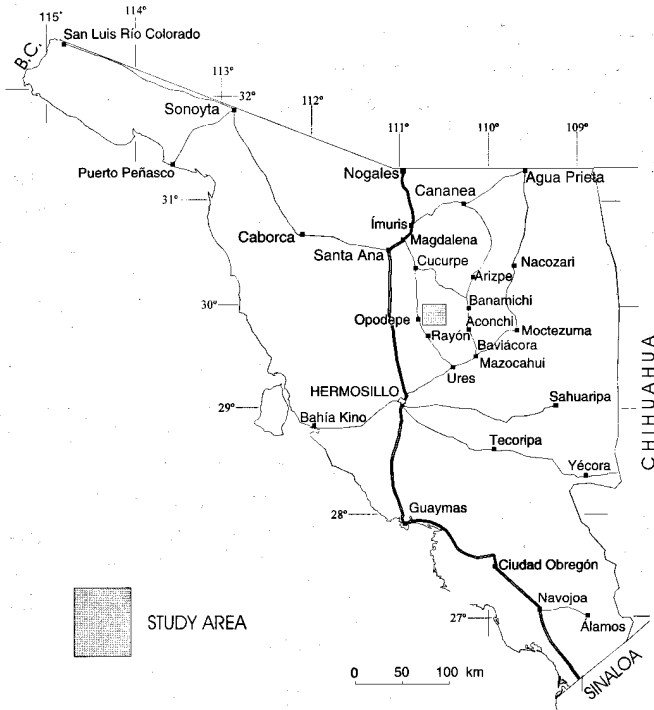 115°
114°
San Luis Río Colorado
B.C.
113°
32°
Sonoyta
112°
111°
110°
109°
Puerto Peñasco
Nogales
Agua Prieta
Cananea
31°
Ímuris
Caborca
Magdalena
Santa Ana
Cucurpe
Nacozari
Arizpe
30°
Banamichi
Opodepe
Aconchi
Moctezuma
Rayón
Baviácora
Mazocahui
Ures
CHIHUAHUA
HERMOSILLO
29°
Sahuaripa
Bahía Kino
Tecoripa
Yécora
28°
Guaymas
Ciudad Obregón
STUDY AREA
Navojoa
27°
Álamos
0 50 100 km
SINALOA